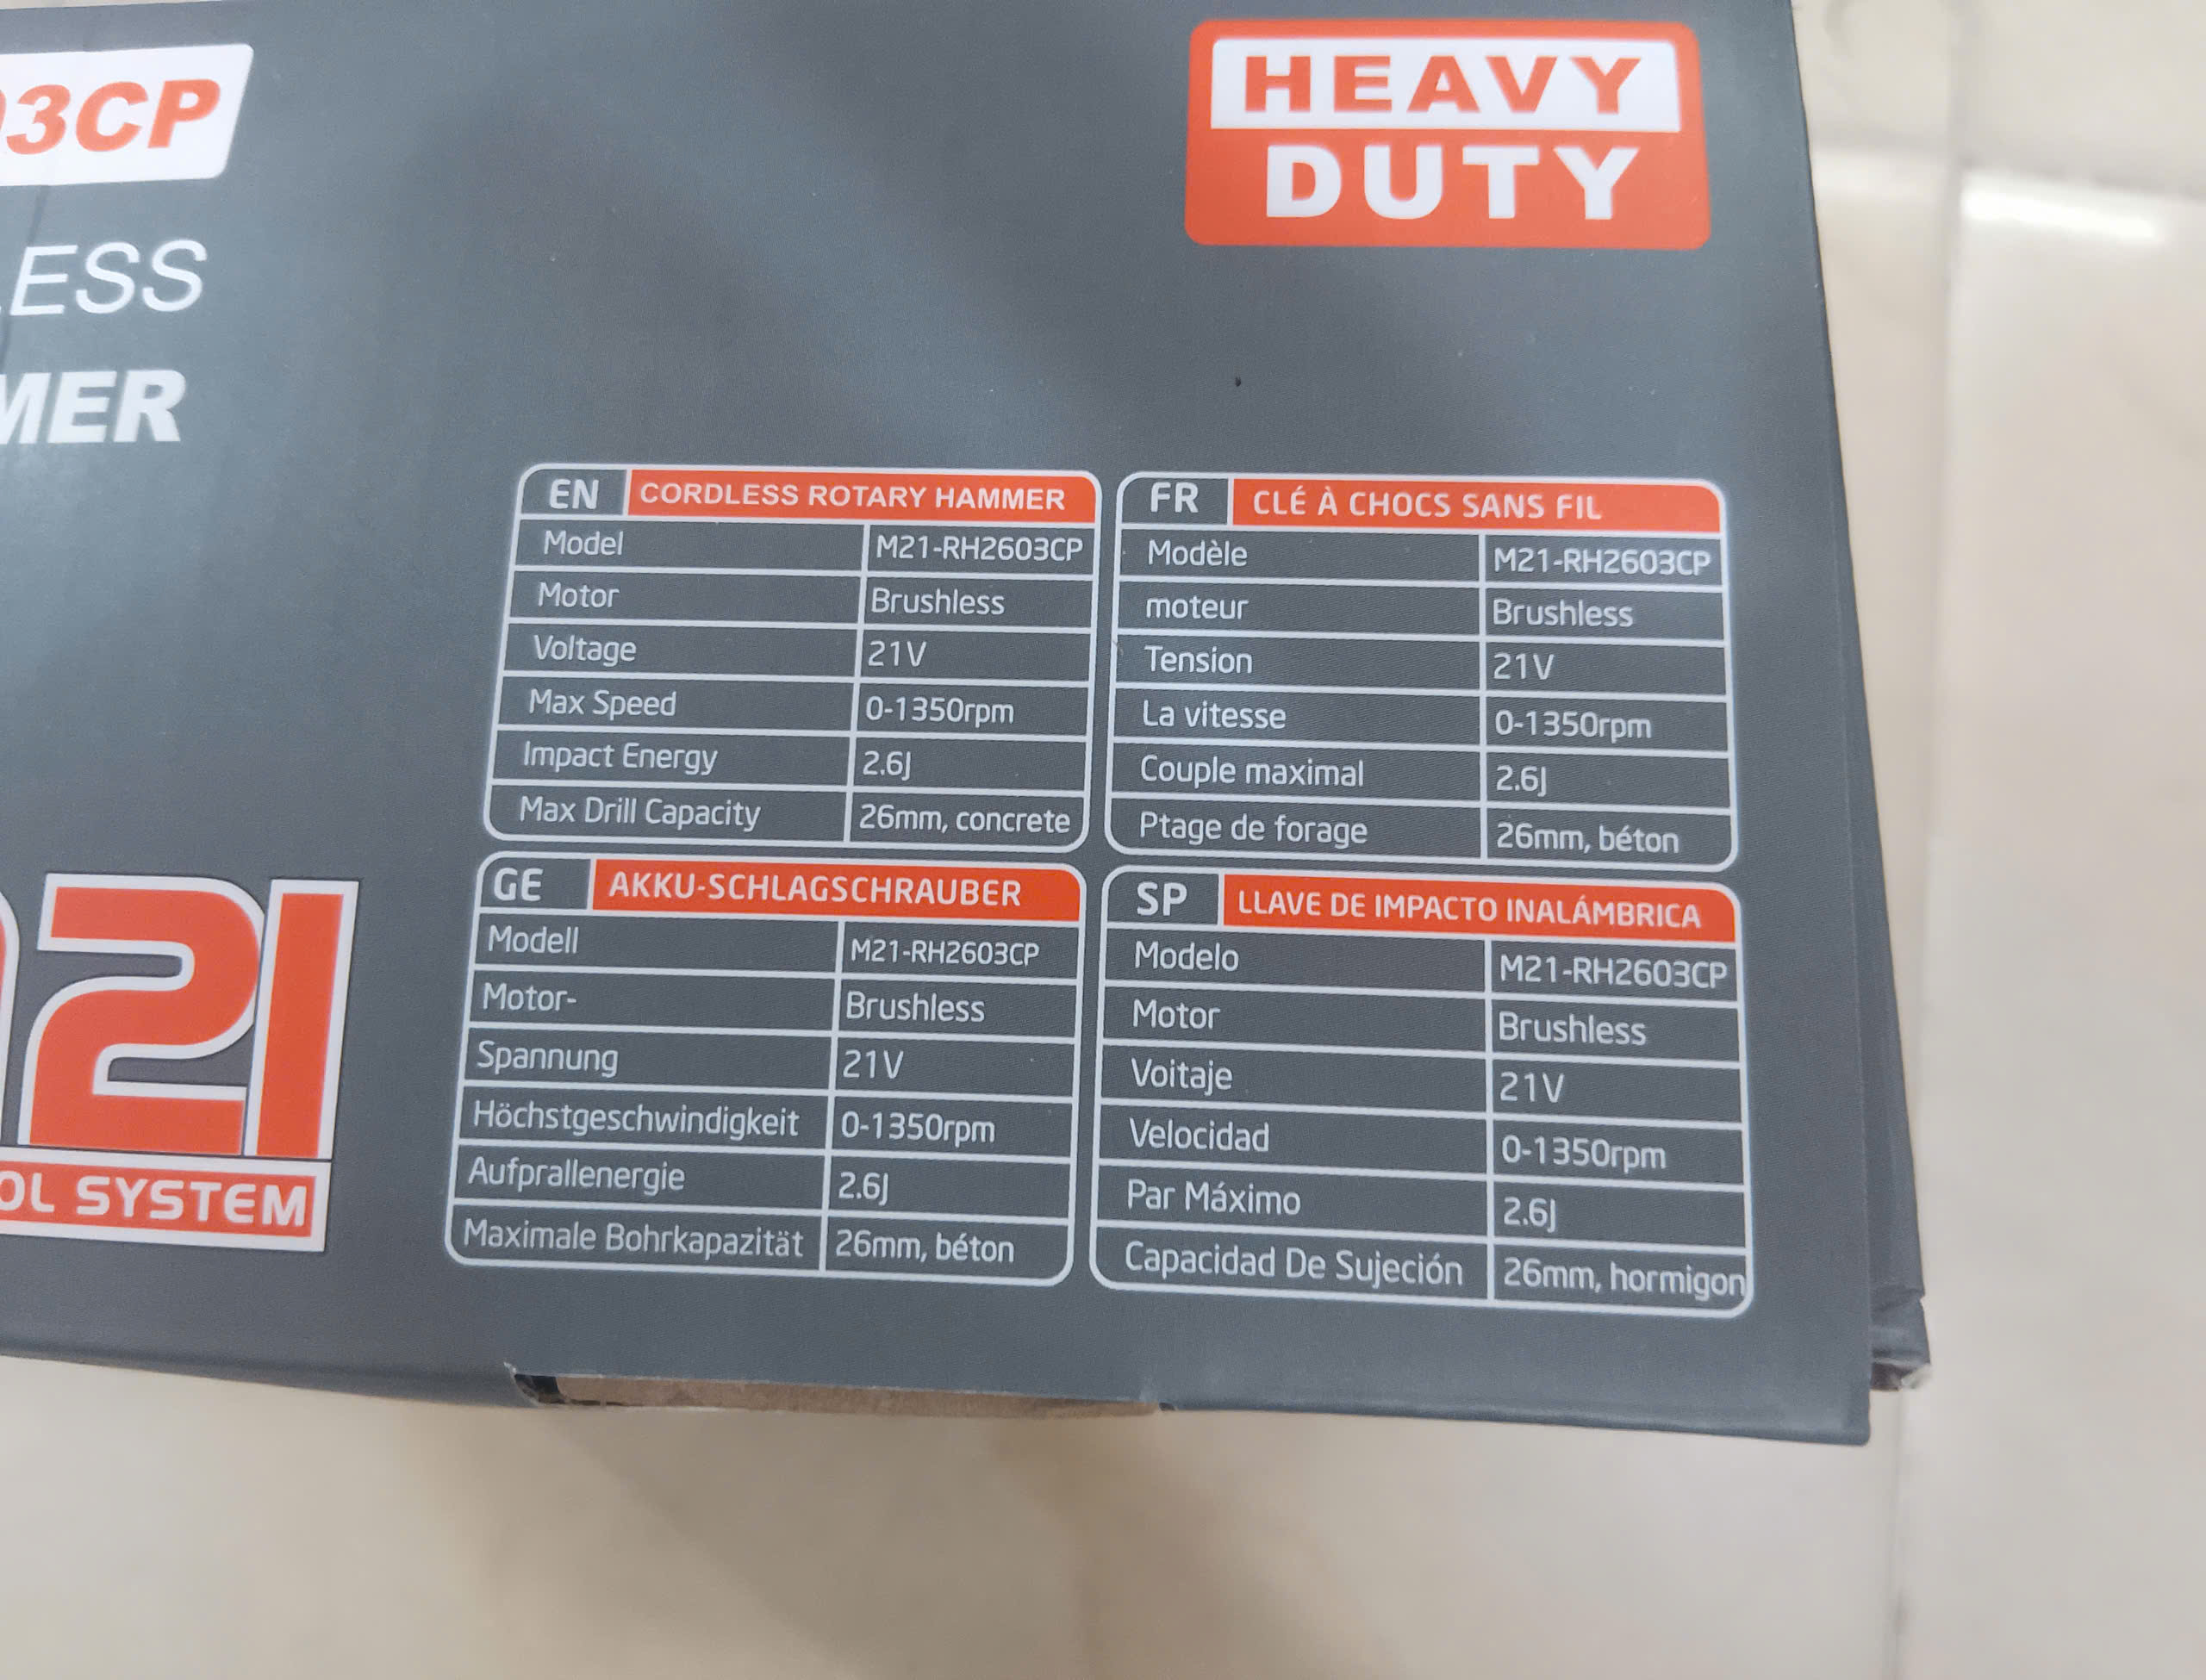 03CP
LESS
MER
HEAVY
DUTY
EN CORDLESS ROTARY HAMMER
Model M21-RH2603CP
Motor Brushless
Voltage 21V
Max Speed 0-1350rpm
Impact Energy 2.6J
Max Drill Capacity 26mm, concrete
FR CLÉ À CHOCS SANS FIL
Modèle M21-RH2603CP
moteur Brushless
Tension 21V
La vitesse 0-1350rpm
Couple maximal 2.6J
Ptage de forage 26mm, béton
GE AKKU-SCHLAGSCHRAUBER
Modell M21-RH2603CP
Motor- Brushless
Spannung 21V
Höchstgeschwindigkeit 0-1350rpm
Aufprallenergie 2.6J
Maximale Bohrkapazität 26mm, béton
SP LLAVE DE IMPACTO INALÁMBRICA
Modelo M21-RH2603CP
Motor Brushless
Voitaje 21V
Velocidad 0-1350rpm
Par Máximo 2.6J
Capacidad De Sujeción 26mm, hormigon
21
OL SYSTEM